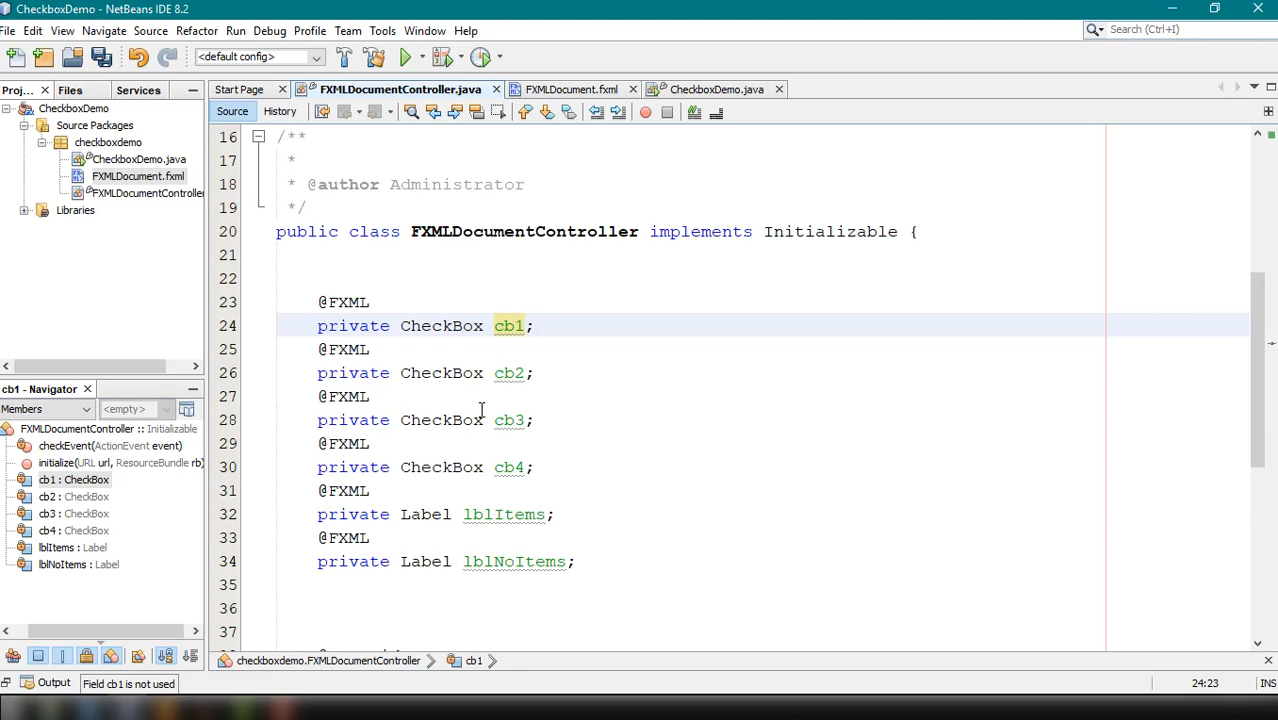 CheckboxDemo - NetBeans IDE 8.2
File Edit View Navigate Source Refactor Run Debug Profile Team Tools Window Help
Search (Ctrl+I)
<default config>
Proj... Files Services
Start Page FXMLDocumentController.java FXMLDocument.fxml CheckboxDemo.java
Source History
CheckboxDemo
Source Packages
checkboxdemo
CheckboxDemo.java
FXMLDocument.fxml
FXMLDocumentController
Libraries
16 /**
17 *
18 * @author Administrator
19 */
20 public class FXMLDocumentController implements Initializable {
21
22
23 @FXML
24 private CheckBox cb1;
25 @FXML
26 private CheckBox cb2;
27 @FXML
28 private CheckBox cb3;
29 @FXML
30 private CheckBox cb4;
31 @FXML
32 private Label lblItems;
33 @FXML
34 private Label lblNoItems;
35
36
37
cb1 - Navigator
Members <empty>
FXMLDocumentController :: Initializable
checkEvent(ActionEvent event)
initialize(URL url, ResourceBundle rb)
cb1 : CheckBox
cb2 : CheckBox
cb3 : CheckBox
cb4 : CheckBox
lblItems : Label
lblNoItems : Label
checkboxdemo.FXMLDocumentController cb1
Output Field cb1 is not used 24:23 INS